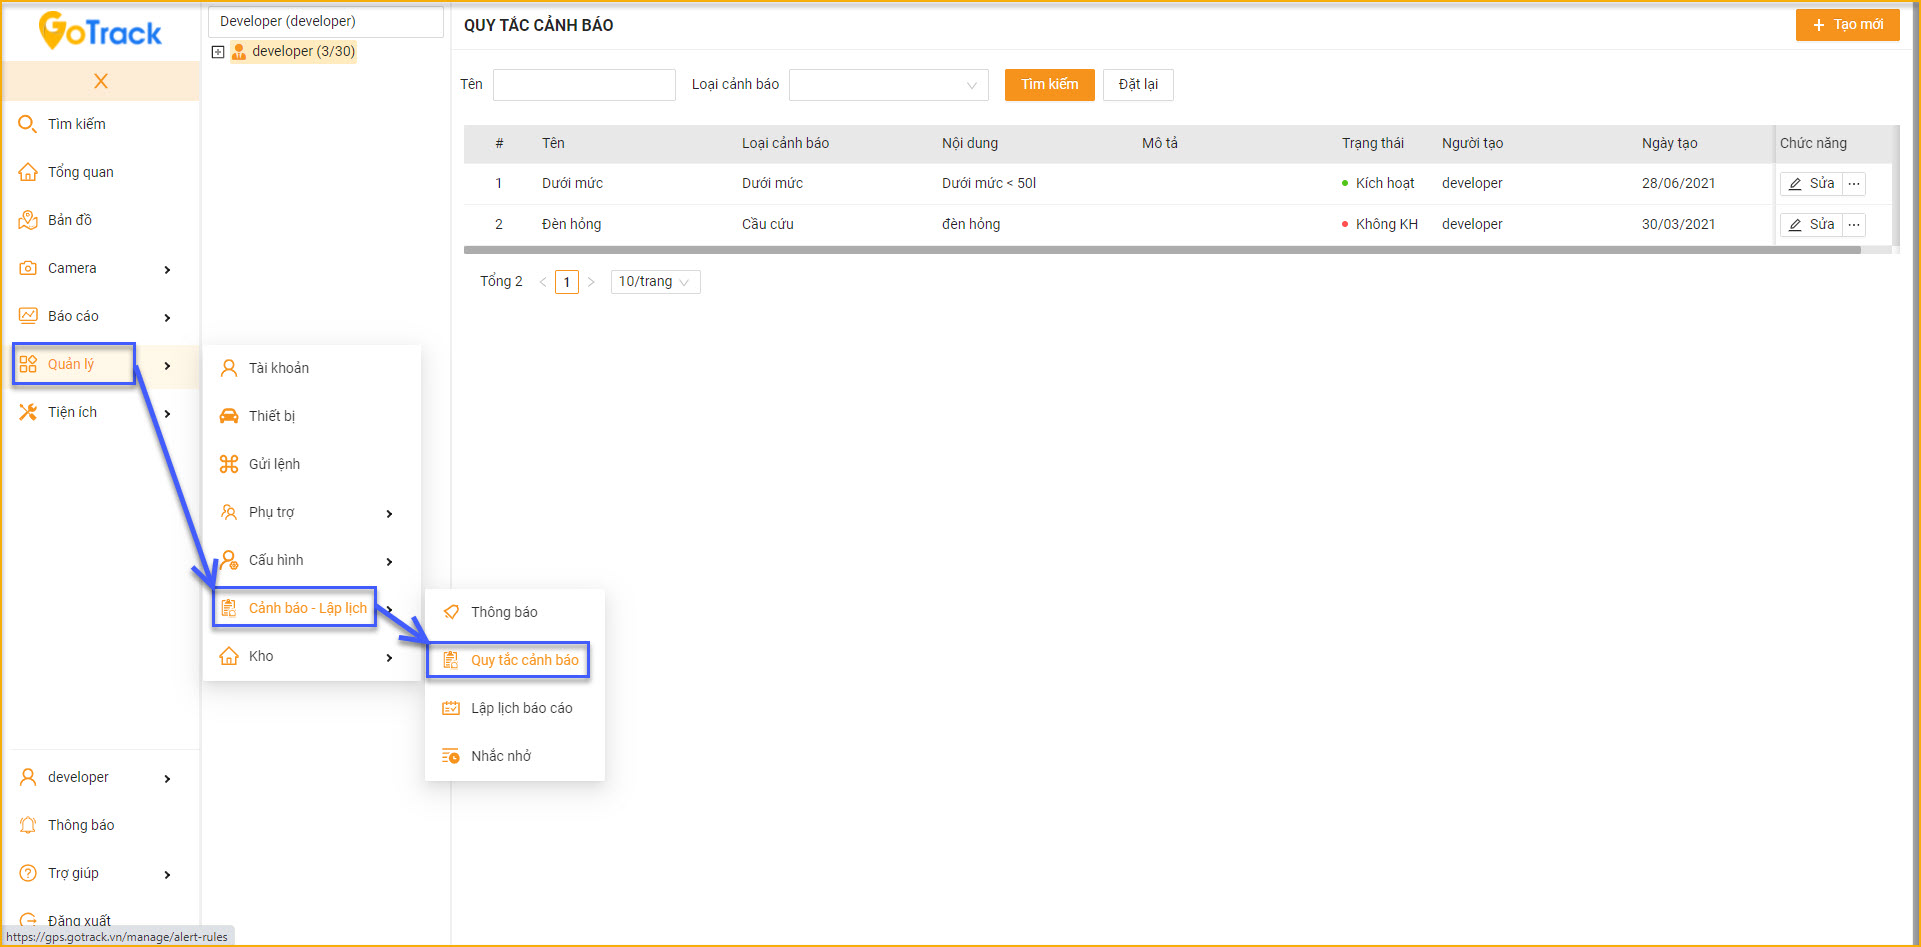 GoTrack
Tìm kiếm
Tổng quan
Bản đồ
Camera
Báo cáo
Quản lý
Tiện ích
developer
Thông báo
Trợ giúp
Đăng xuất
https://gps.gotrack.vn/manage/alert-rules
Developer (developer)
developer (3/30)
Tài khoản
Thiết bị
Gửi lệnh
Phụ trợ
Cấu hình
Cảnh báo - Lập lịch
Kho
Thông báo
Quy tắc cảnh báo
Lập lịch báo cáo
Nhắc nhở
QUY TẮC CẢNH BÁO
+ Tạo mới
Tên Loại cảnh báo Tìm kiếm Đặt lại
# Tên Loại cảnh báo Nội dung Mô tả Trạng thái Người tạo Ngày tạo Chức năng
1 Dưới mức Dưới mức Dưới mức < 50l Kích hoạt developer 28/06/2021 Sửa ...
2 Đèn hỏng Cầu cứu đèn hỏng Không KH developer 30/03/2021 Sửa ...
Tổng 2 < 1 > 10/trang